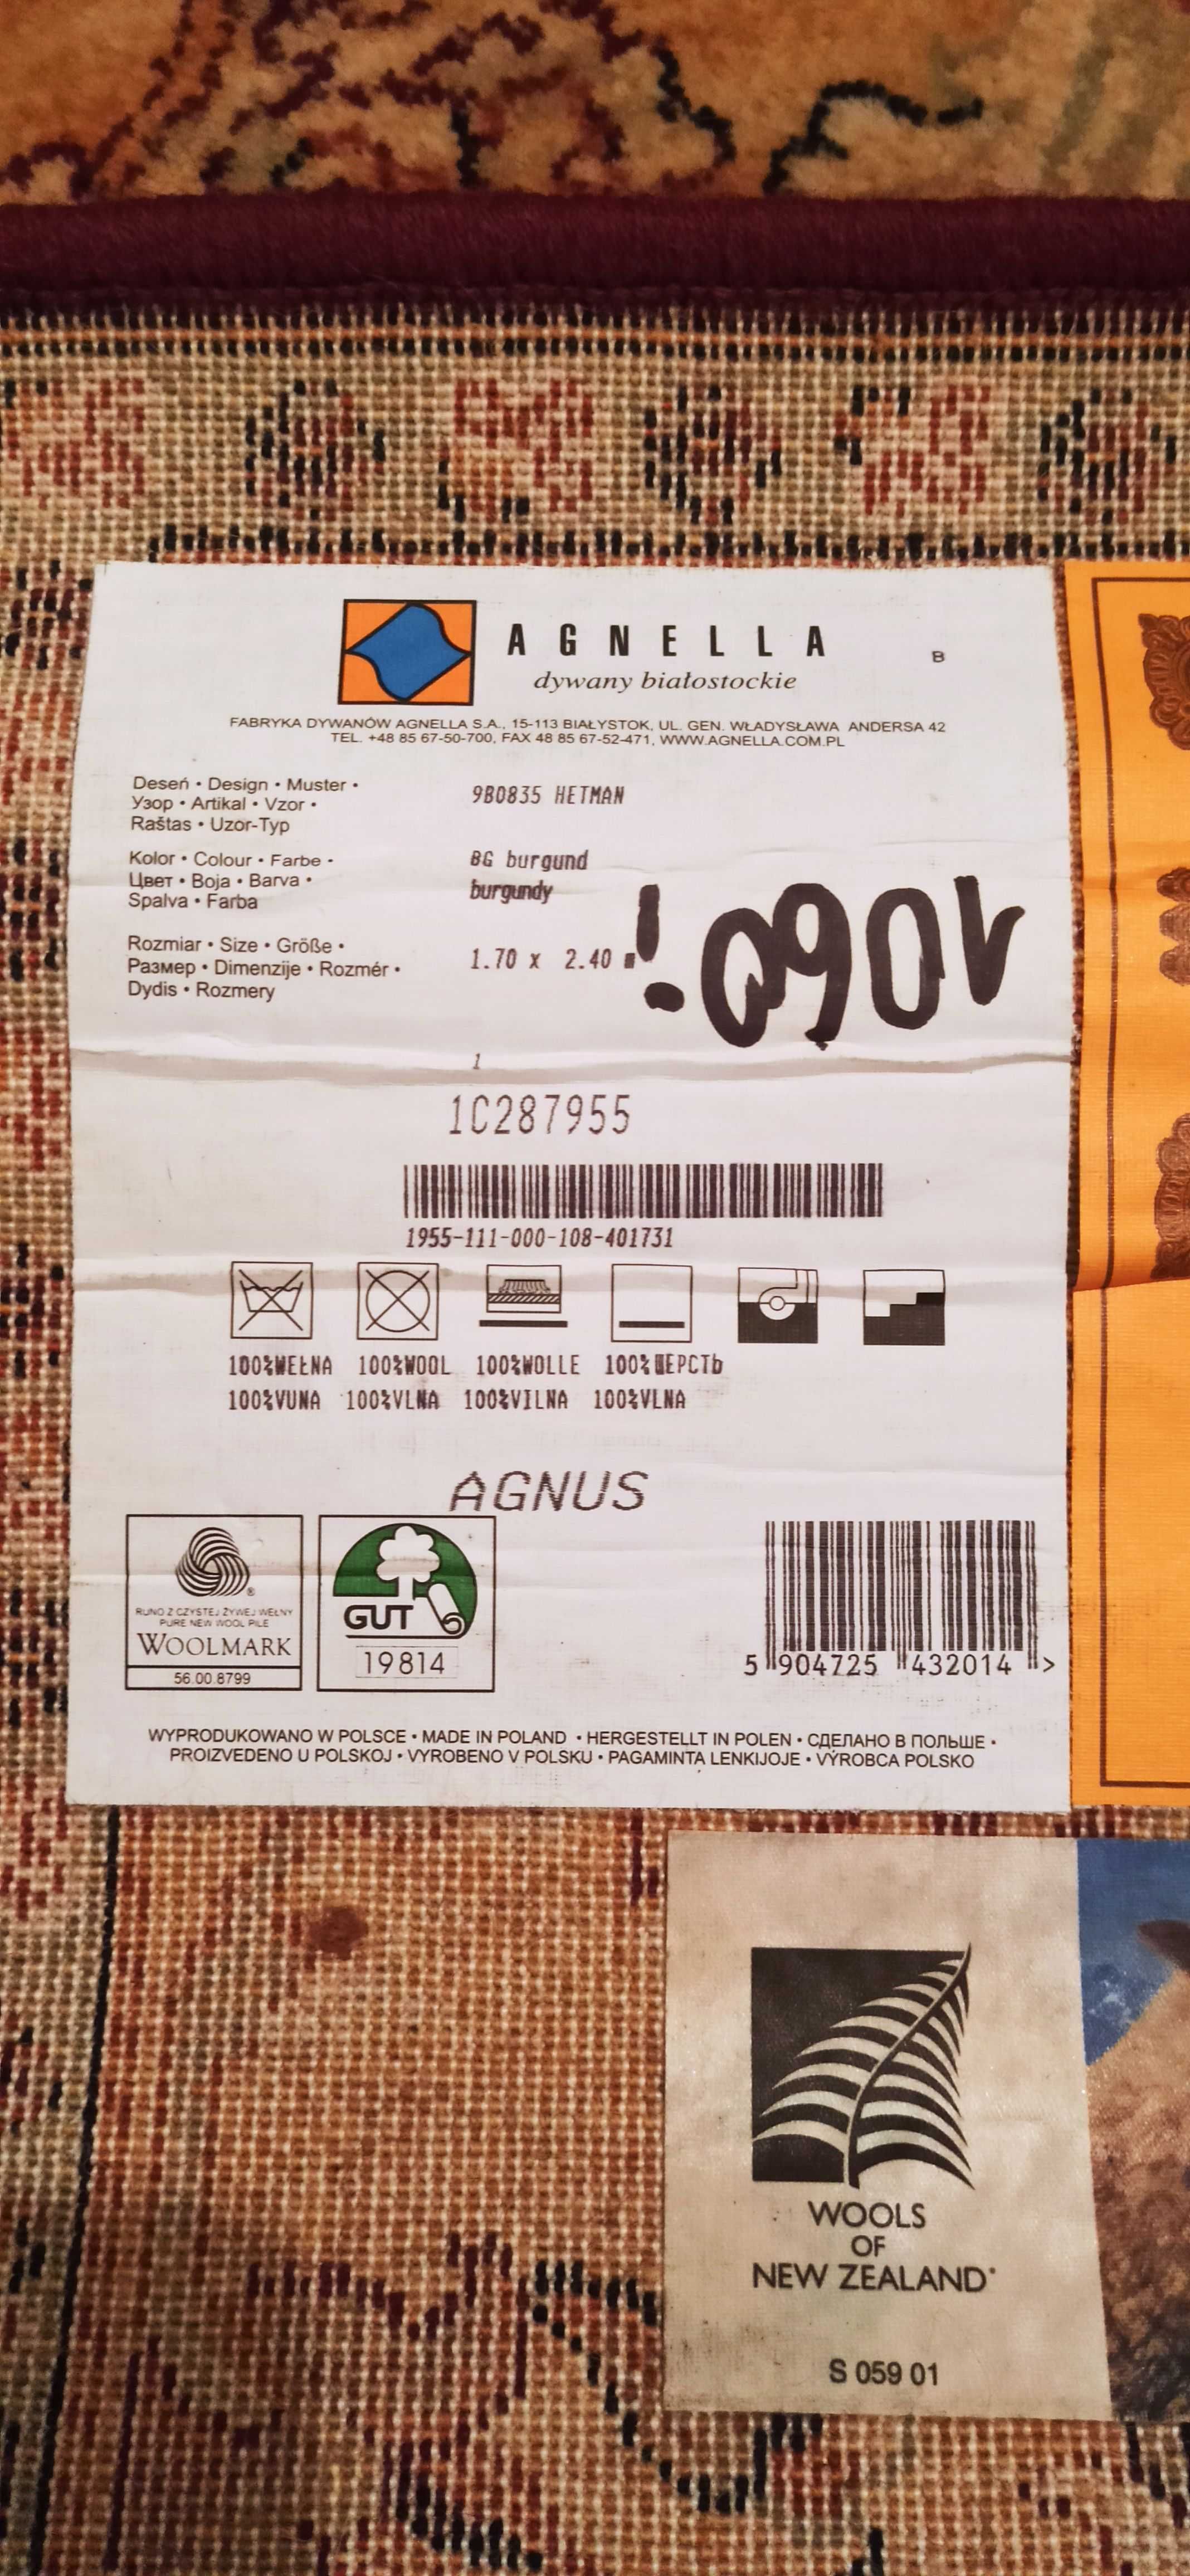 AGNELLA
B
dywany białostockie
FABRYKA DYWANÓW AGNELLA S.A., 15-113 BIAŁYSTOK, UL. GEN. WŁADYSŁAWA ANDERSA 42
TEL. +48 85 67-50-700, FAX 48 85 67-52-471, WWW.AGNELLA.COM.PL
Deseń • Design • Muster •
Узор • Artikal • Vzor •
Raštas • Uzor-Typ
9B0835 HETMAN
Kolor • Colour • Farbe •
Цвет • Boja • Barva •
Spalva • Farba
BG burgund
burgundy
Rozmiar • Size • Größe •
Размер • Dimenzije • Rozmér •
Dydis • Rozmery
1.70 x 2.40 m
1
1C287955
1955-111-000-108-401731
100%WEŁNA 100%WOOL 100%WOLLE 100%ШЕРСТЬ
100%VUNA 100%VLNA 100%VILNA 100%VLNA
AGNUS
RUNO Z CZYSTEJ ŻYWEJ WEŁNY
PURE NEW WOOL PILE
WOOLMARK
56.00.8799
GUT
19814
5 904725 432014 >
WYPRODUKOWANO W POLSCE • MADE IN POLAND • HERGESTELLT IN POLEN • СДЕЛАНО В ПОЛЬШЕ •
PROIZVEDENO U POLSKOJ • VYROBENO V POLSKU • PAGAMINTA LENKIJOJE • VÝROBCA POLSKO
WOOLS
OF
NEW ZEALAND
S 059 01